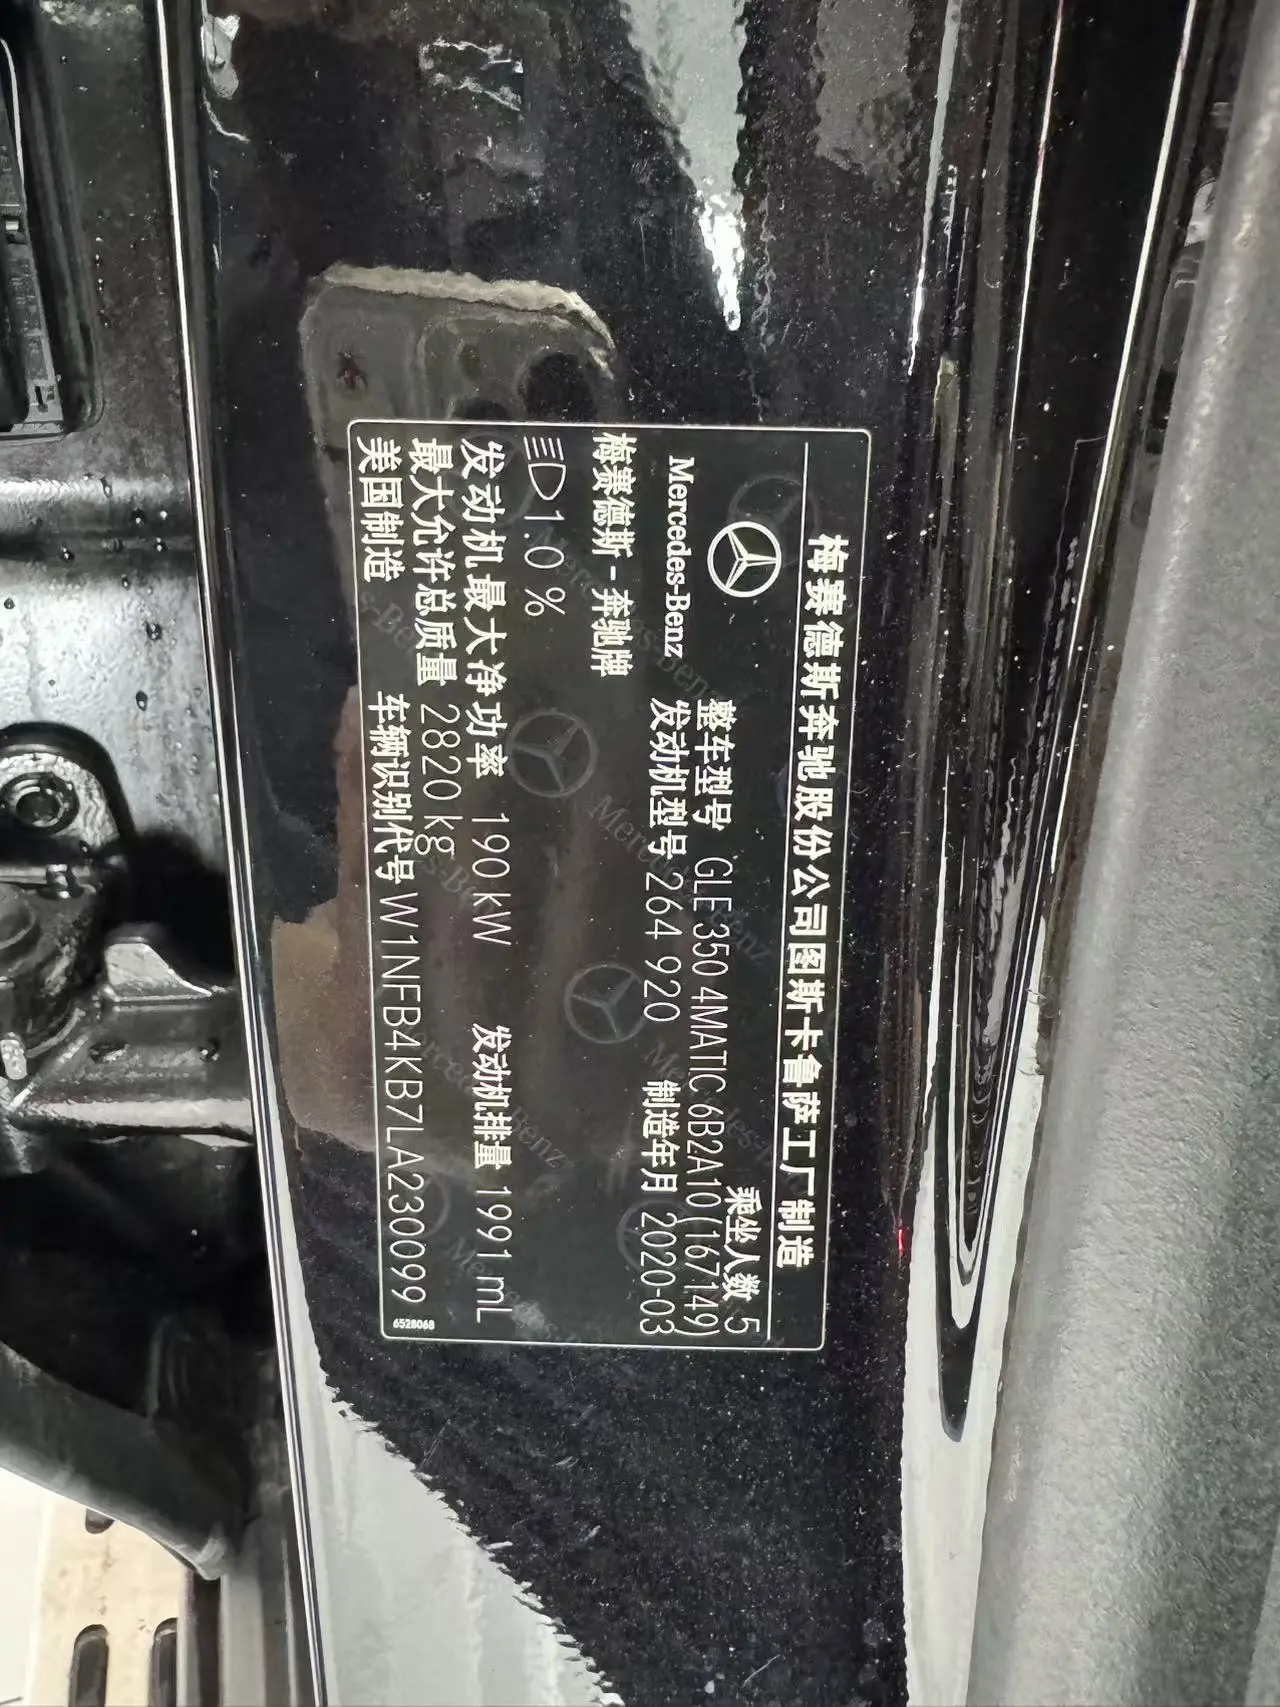 梅赛德斯奔驰股份公司图斯卡鲁萨工厂制造
乘坐人数 5
Mercedes-Benz
整车型号 GLE 350 4MATIC 6B2A10(167149)
发动机型号 264 920 制造年月 2020-03
梅赛德斯-奔驰牌
1.0 %
发动机最大净功率 190 kW 发动机排量 1991 mL
最大允许总质量 2820 kg
美国制造 车辆识别代号 W1NFB4KB7LA230099
6528068